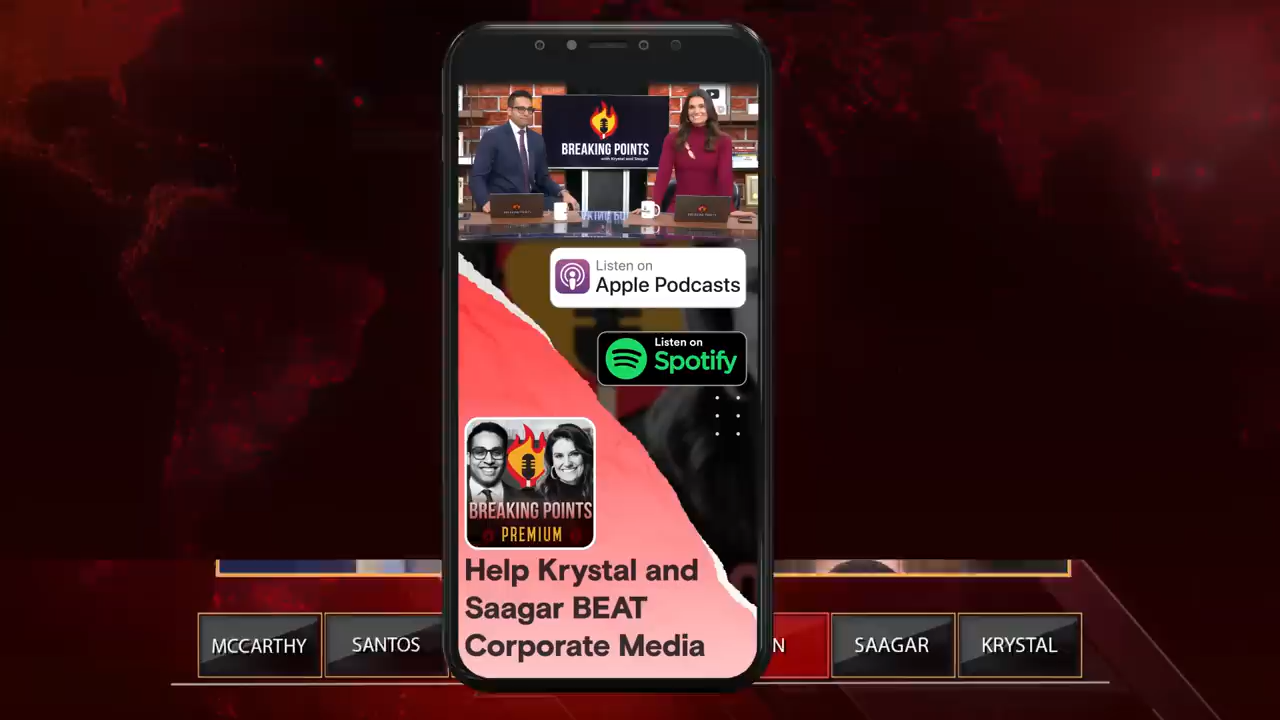 BREAKING POINTS
with Krystal and Saagar
Listen on
Apple Podcasts
Listen on
Spotify
BREAKING POINTS
PREMIUM
Help Krystal and
Saagar BEAT
Corporate Media
MCCARTHY
SANTOS
N
SAAGAR
KRYSTAL